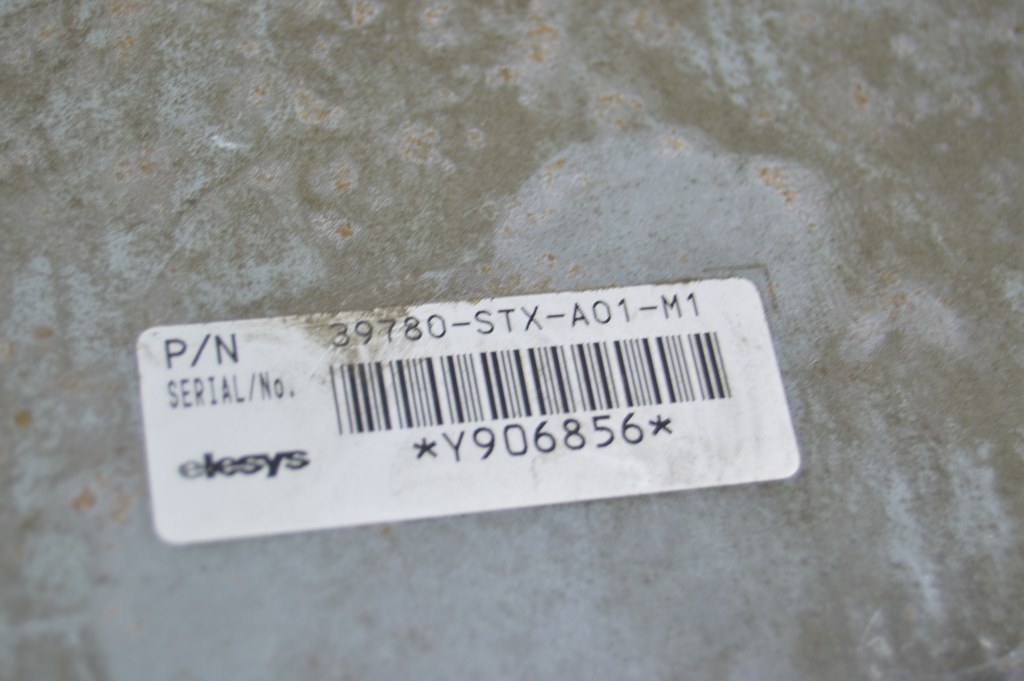 P/N 39780-STX-A01-M1
SERIAL/No.
*Y906856*
elesys